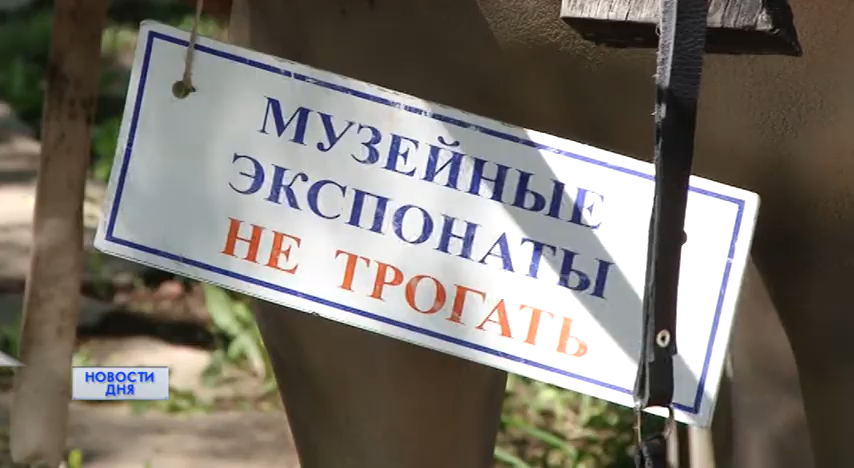 МУЗЕЙНЫЕ
ЭКСПОНАТЫ
НЕ ТРОГАТЬ
НОВОСТИ
ДНЯ